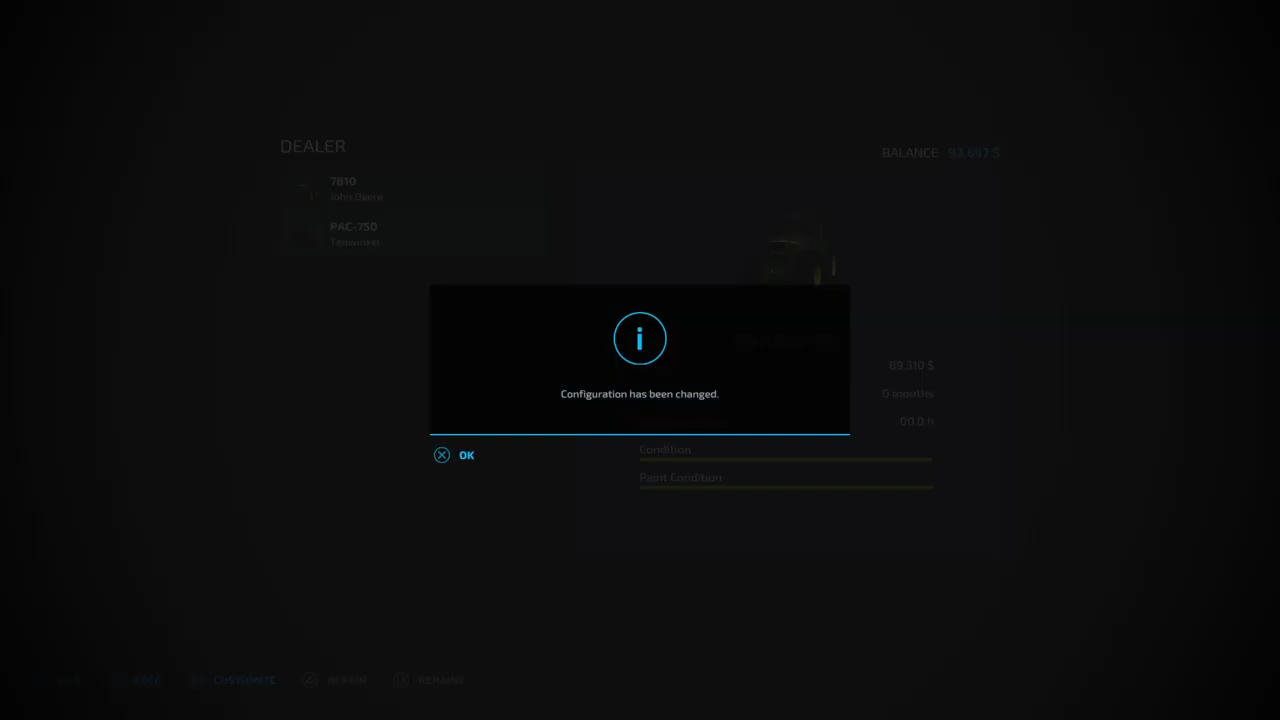 DEALER
BALANCE
7810
John Deere
PAC-750
89,310 $
Configuration has been changed.
0 months
00.0 h
Condition
OK
Paint Condition
CUSTOMIZE
REPAIR
REPAINT